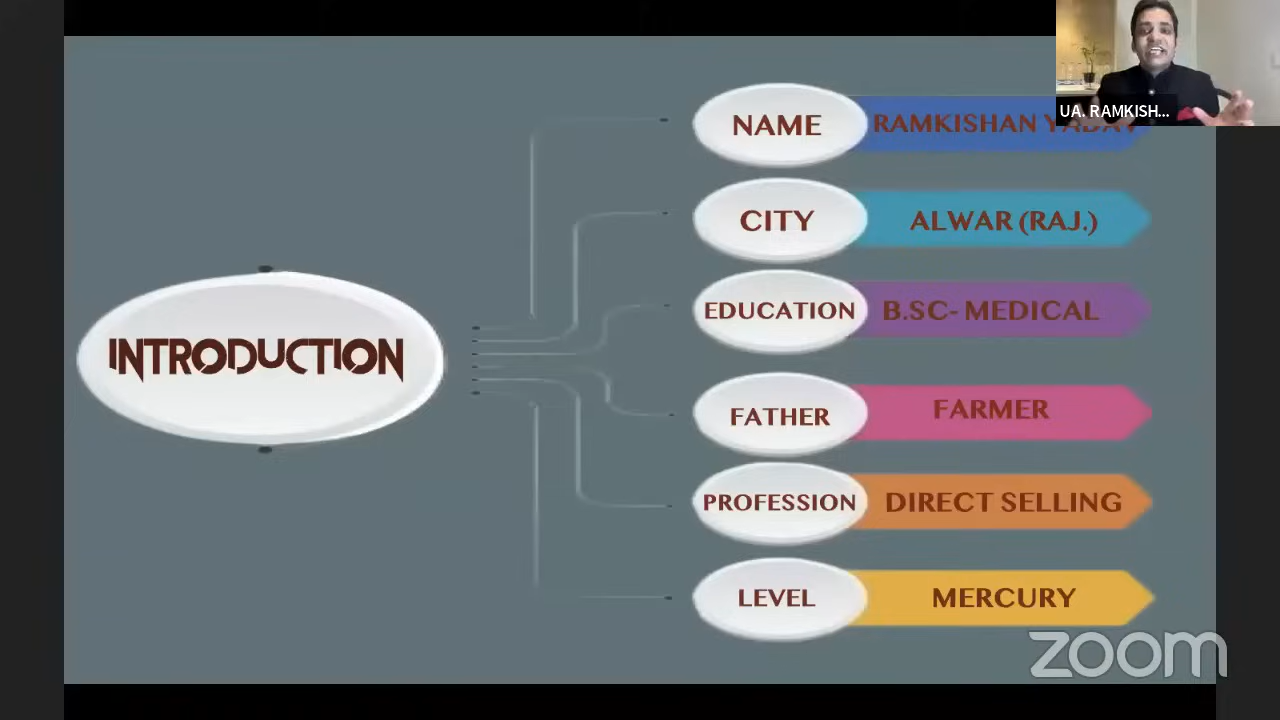 UA. RAMKISH...
NAME
RAMKISHAN YADAV
CITY
ALWAR (RAJ.)
EDUCATION
B.SC- MEDICAL
INTRODUCTION
FATHER
FARMER
PROFESSION
DIRECT SELLING
LEVEL
MERCURY
zoom